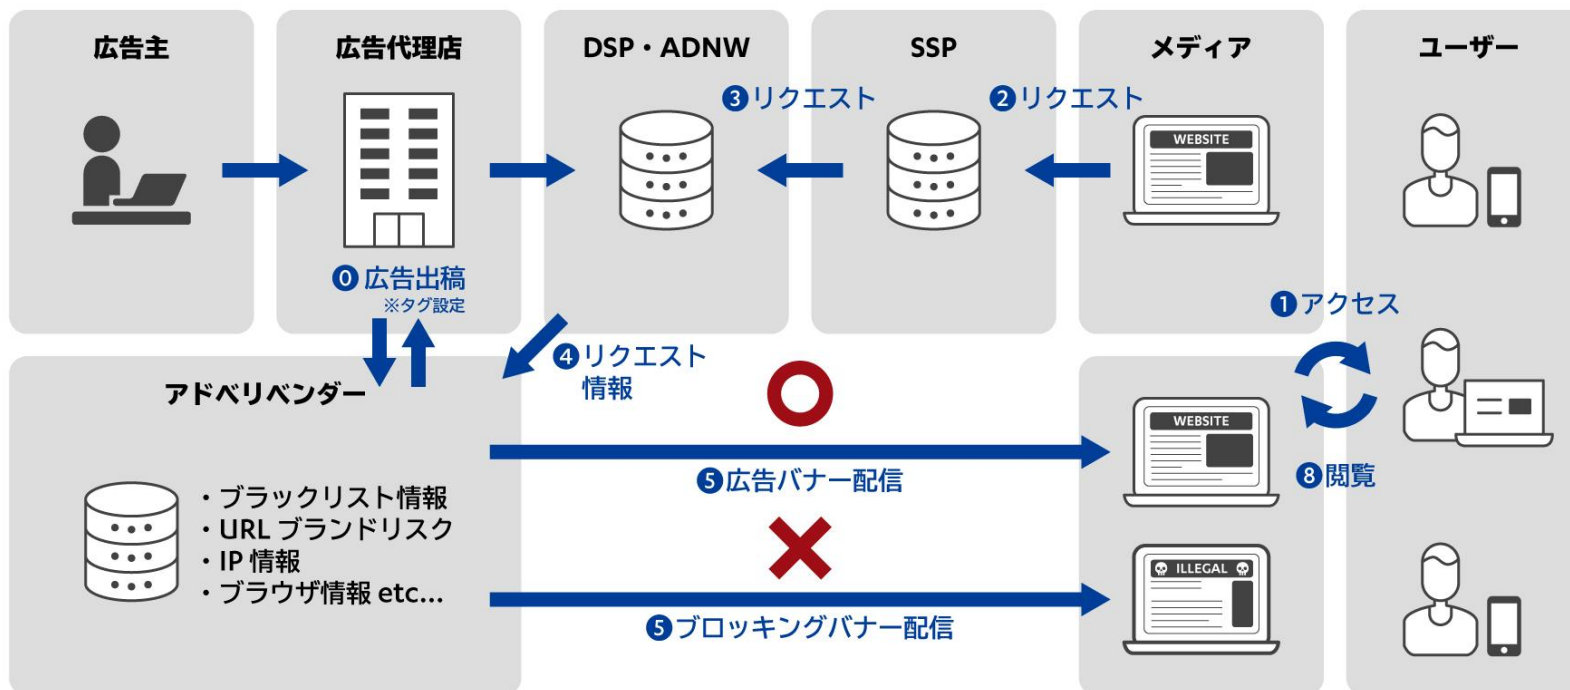 広告主
広告代理店
DSP・ADNW
SSP
メディア
ユーザー
❸リクエスト
❷リクエスト
WEBSITE
⓿広告出稿
※タグ設定
❶アクセス
❹リクエスト
情報
アドベリベンダー
WEBSITE
❺広告バナー配信
❽閲覧
・ブラックリスト情報
・URL ブランドリスク
・IP 情報
・ブラウザ情報 etc...
ILLEGAL
❺ブロッキングバナー配信